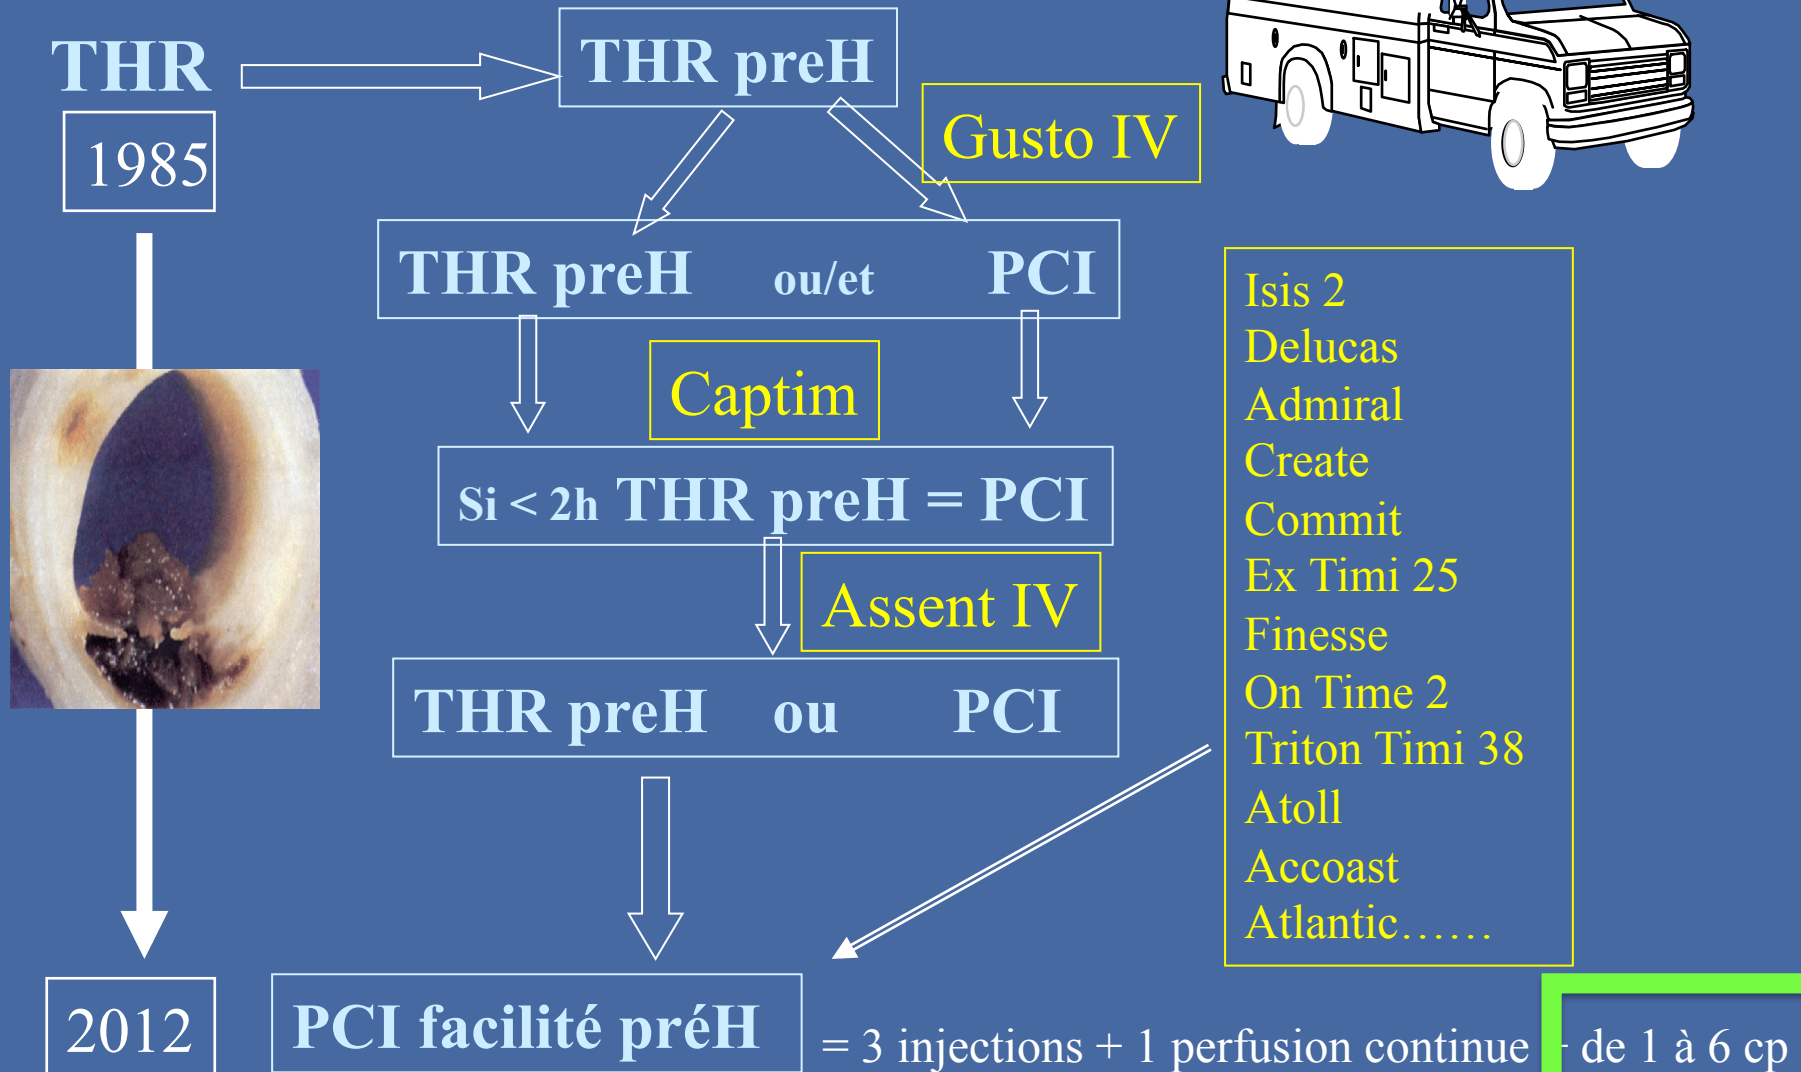 THR
THR preH
1985
Gusto IV
THR preH ou/et PCI
Captim
Si < 2h THR preH = PCI
Assent IV
THR preH ou PCI
Isis 2
Delucas
Admiral
Create
Commit
Ex Timi 25
Finesse
On Time 2
Triton Timi 38
Atoll
Accoast
Atlantic……
2012
PCI facilité préH
= 3 injections + 1 perfusion continue
de 1 à 6 cp